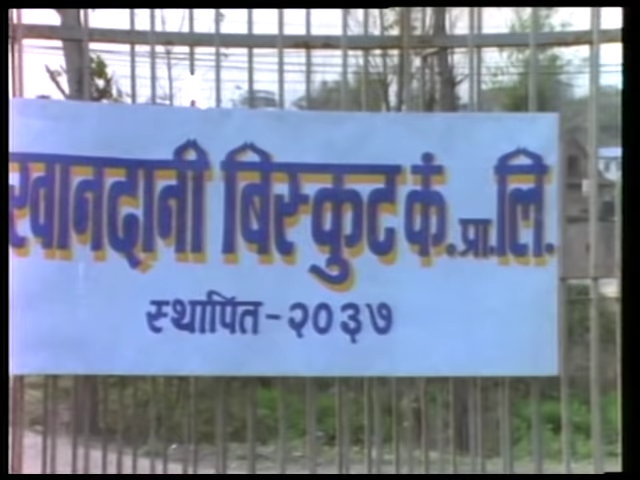 खानदानी बिस्कुट कं. प्रा. लि.
स्थापित - २०३७